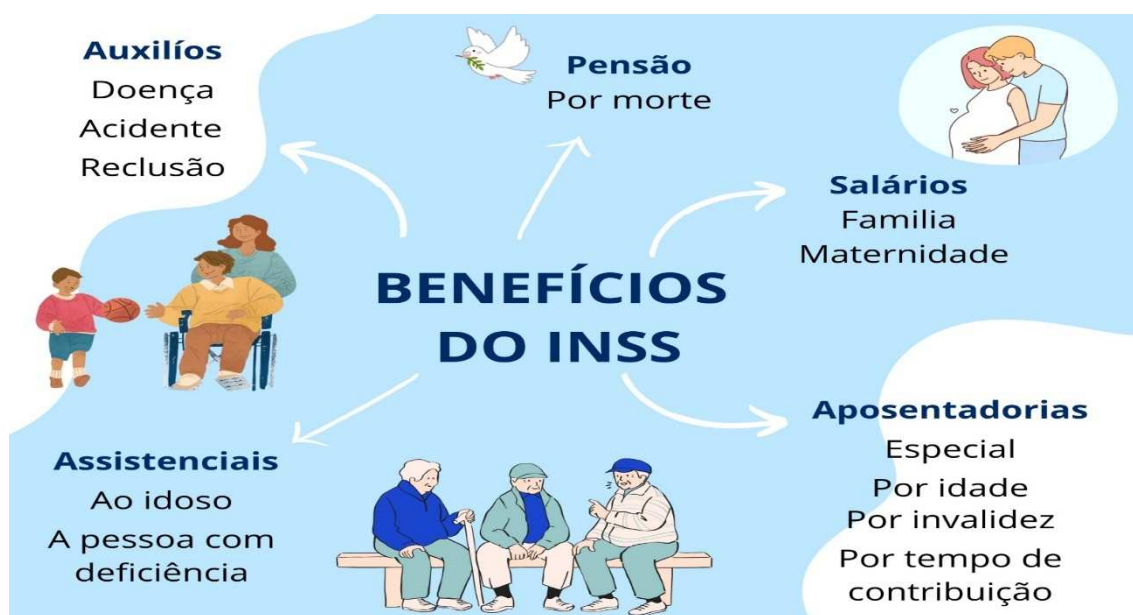 Auxilíos
Doença
Acidente
Reclusão
Pensão
Por morte
Salários
Familia
Maternidade
BENEFÍCIOS
DO INSS
Assistenciais
Ao idoso
A pessoa com
deficiência
Aposentadorias
Especial
Por idade
Por invalidez
Por tempo de
contribuição